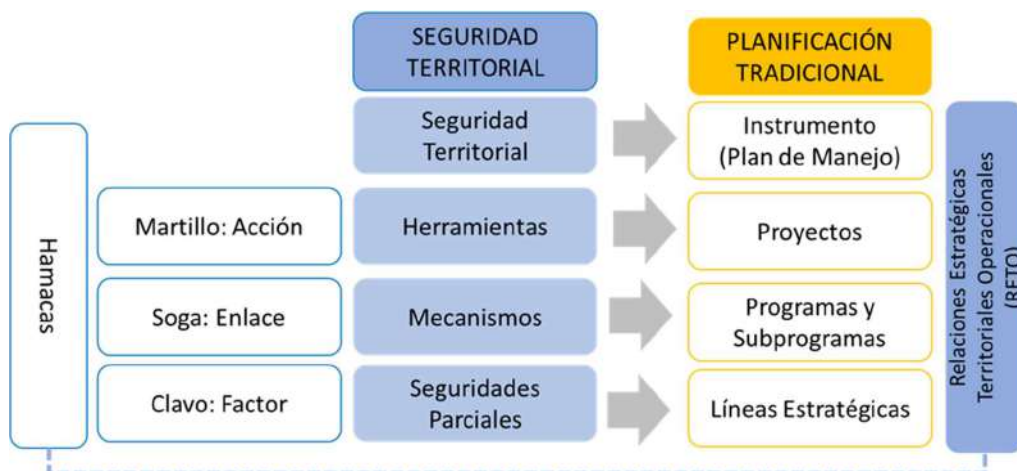 SEGURIDAD
TERRITORIAL
PLANIFICACIÓN
TRADICIONAL
Seguridad
Territorial
Instrumento
(Plan de Manejo)
Hamacas
Martillo: Acción
Herramientas
Proyectos
Soga: Enlace
Mecanismos
Programas y
Subprogramas
Clavo: Factor
Seguridades
Parciales
Líneas Estratégicas
Relaciones Estratégicas
Territoriales Operacionales
(RETO)